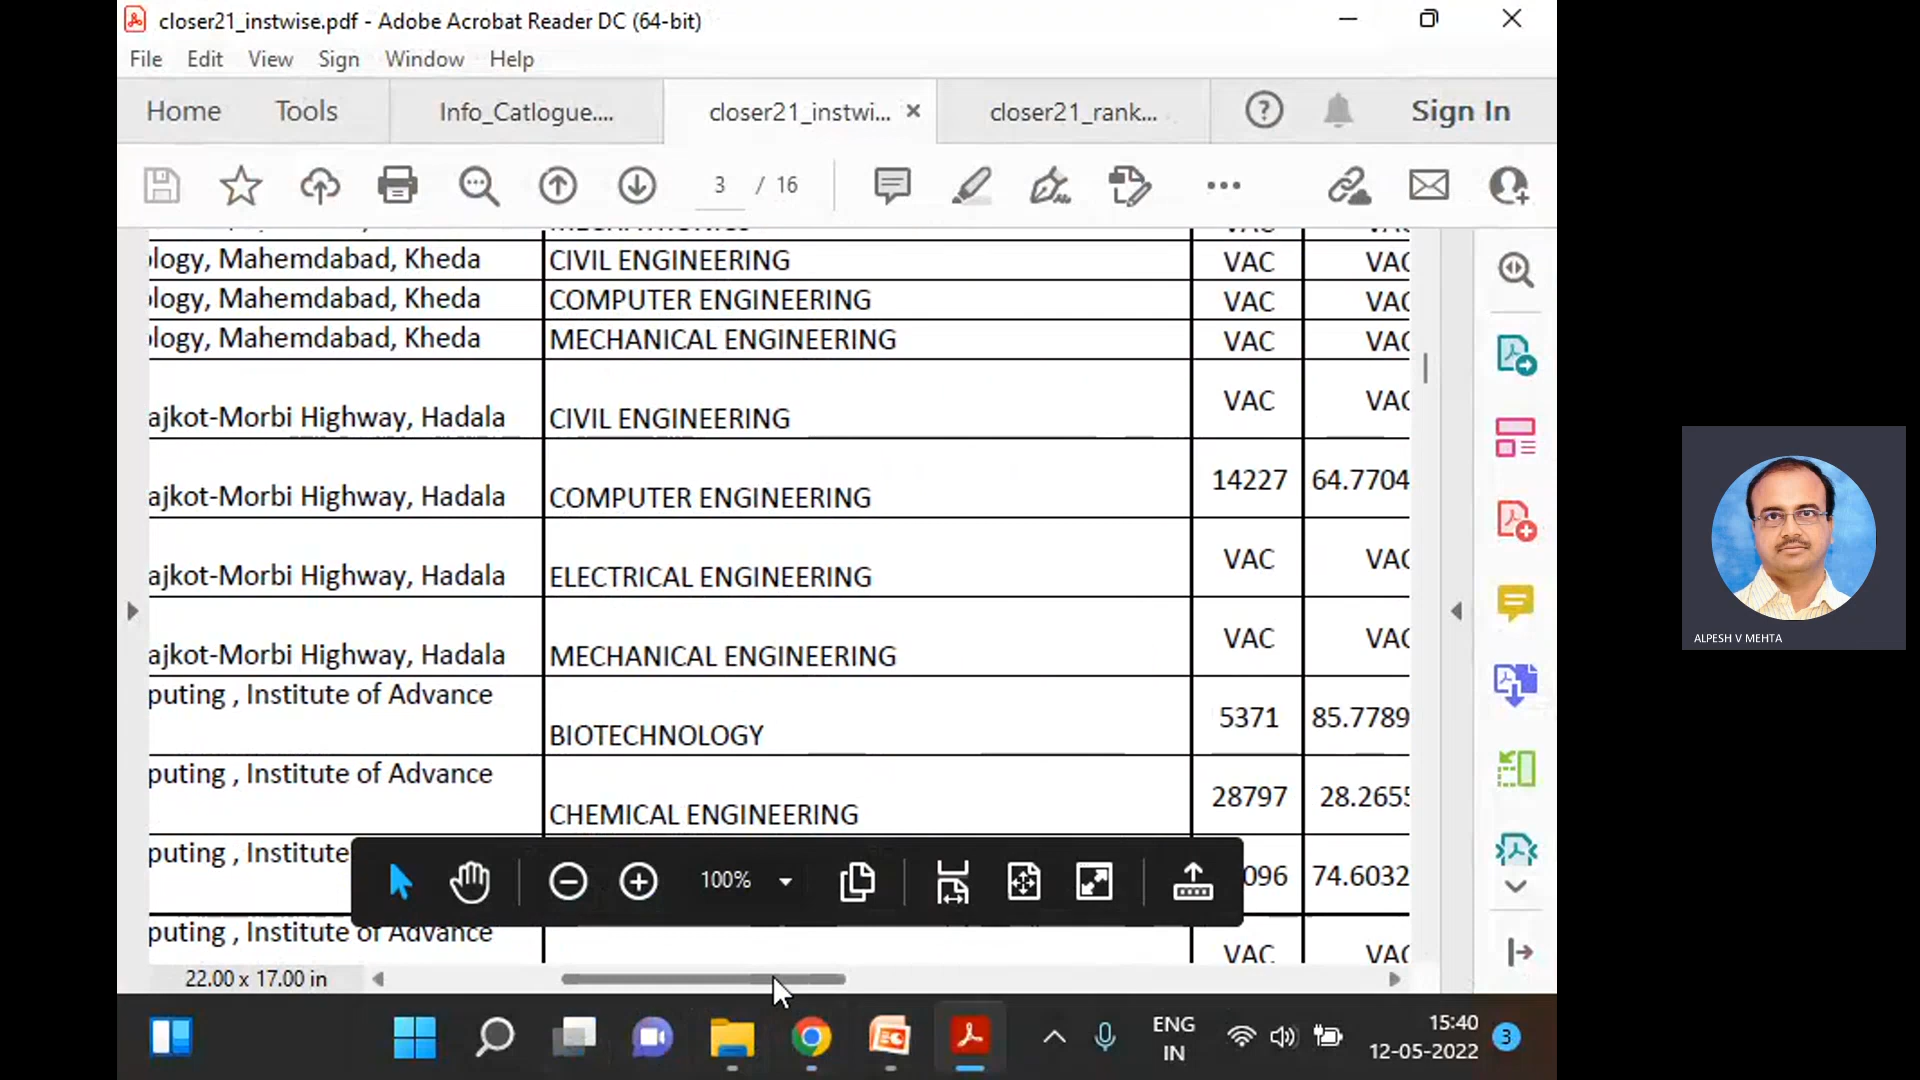 closer21_instwise.pdf - Adobe Acrobat Reader DC (64-bit)
File Edit View Sign Window Help
Home Tools Info_Catlogue.... closer21_instwi... closer21_rank... Sign In
3 / 16
VAC
ology, Mahemdabad, Kheda CIVIL ENGINEERING VAC VAC
ology, Mahemdabad, Kheda COMPUTER ENGINEERING VAC VAC
ology, Mahemdabad, Kheda MECHANICAL ENGINEERING VAC VAC
ajkot-Morbi Highway, Hadala CIVIL ENGINEERING VAC VAC
ajkot-Morbi Highway, Hadala COMPUTER ENGINEERING 14227 64.7704
ajkot-Morbi Highway, Hadala ELECTRICAL ENGINEERING VAC VAC
ajkot-Morbi Highway, Hadala MECHANICAL ENGINEERING VAC VAC
puting , Institute of Advance
BIOTECHNOLOGY 5371 85.7789
puting , Institute of Advance
CHEMICAL ENGINEERING 28797 28.2655
puting , Institute
096 74.6032
100%
puting , Institute of Advance
VAC VAC
22.00 x 17.00 in
ENG
IN
15:40
12-05-2022
3
ALPESH V MEHTA